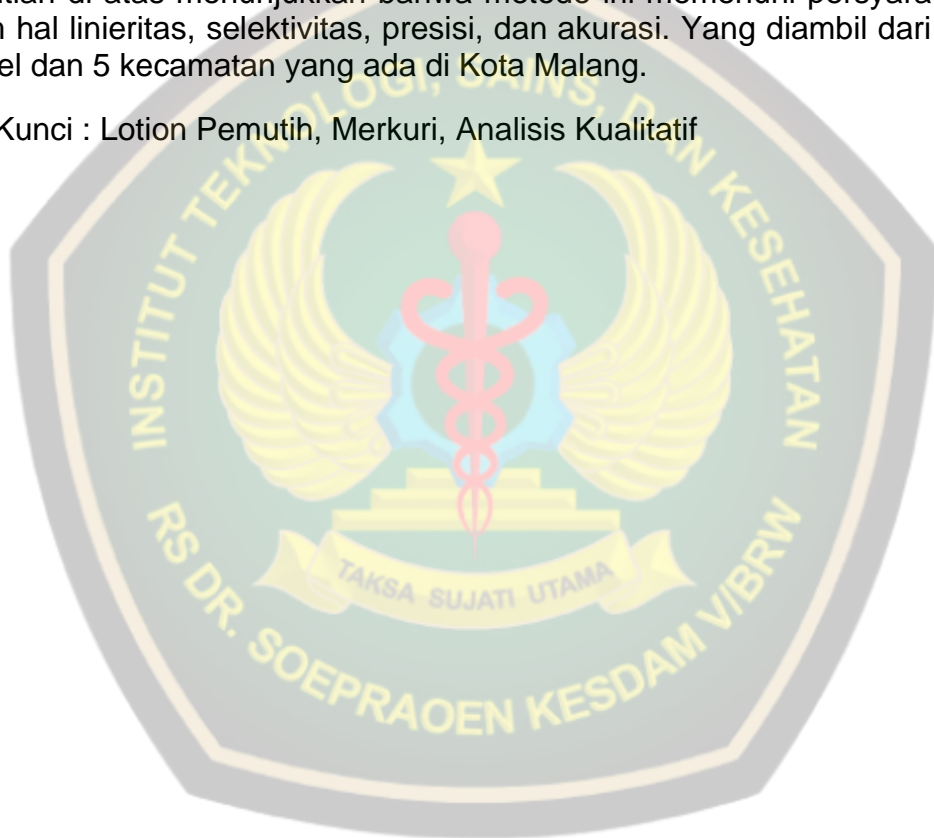 di atas menunjukkan bahwa metode ini memenuhi
hal linieritas, selektivitas, presisi, dan akurasi. Yang diambil dari
dan 5 kecamatan yang ada di Kota Malang.
Kunci : Lotion Pemutih, Merkuri, Analisis Kualitatif
INSTITUT TEKNOLOGI, SAINS, DAN KESEHATAN
TAKSA SUJATI UTAMA
RS DR. SOEPRAOEN KESDAM V/BRW